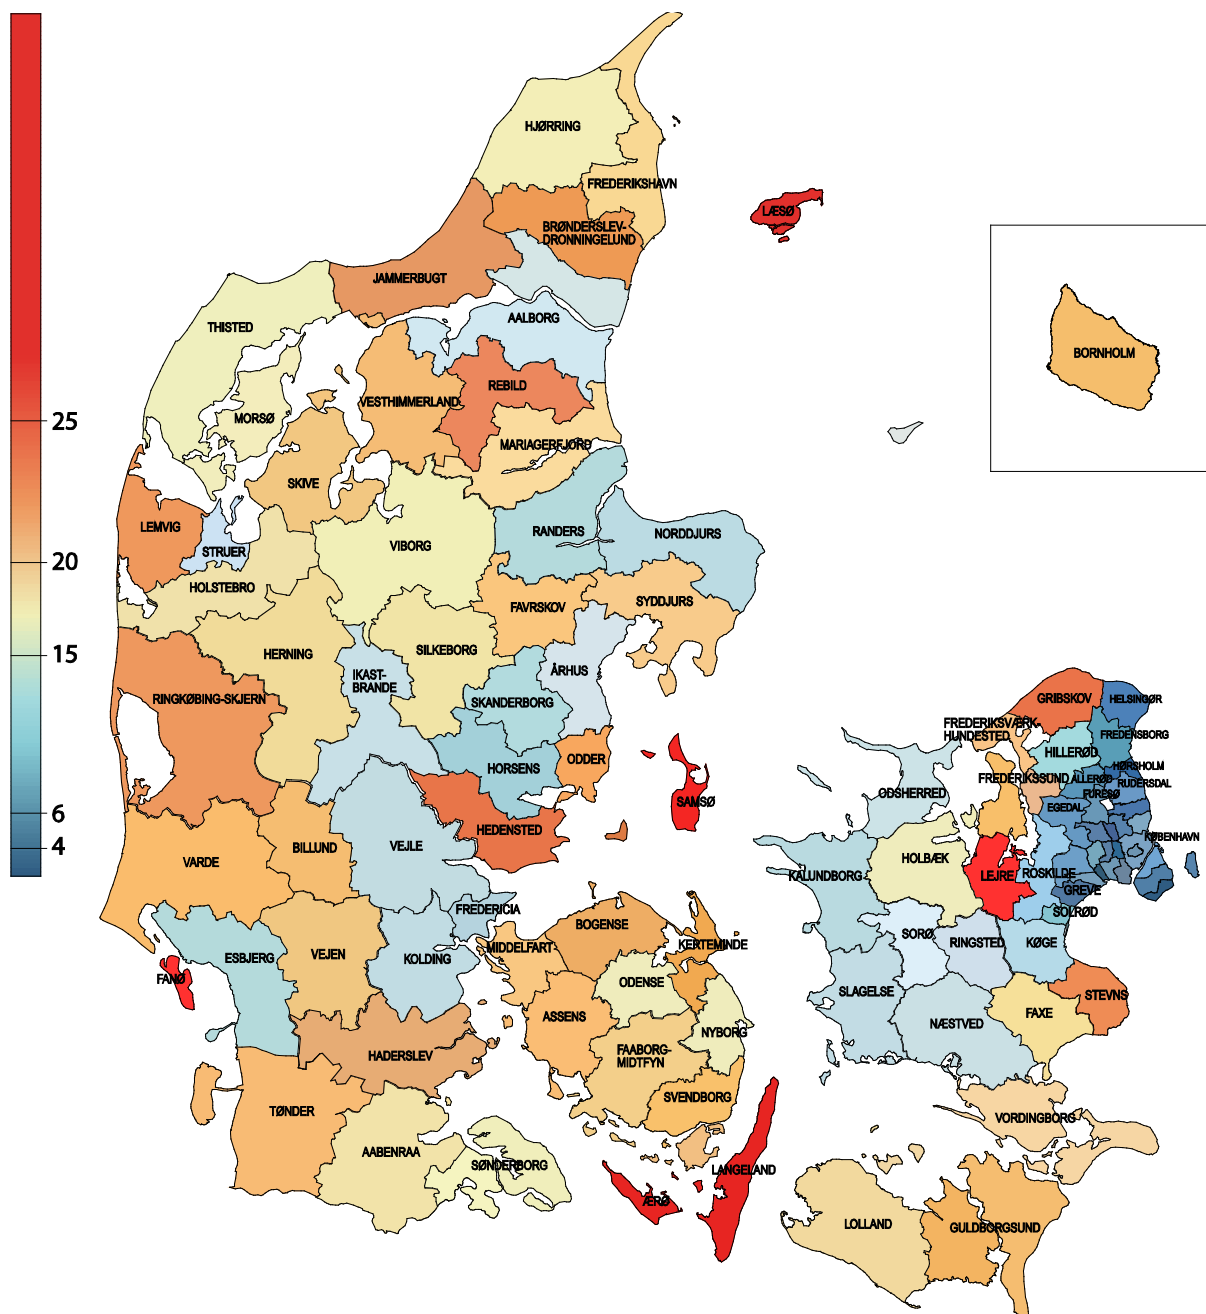 HJØRRING
FREDERIKSHAVN
LÆSØ
BRØNDERSLEV-
DRONNINGELUND
JAMMERBUGT
THISTED
AALBORG
BORNHOLM
REBILD
VESTHIMMERLAND
25
MORSØ
MARIAGERFJORD
SKIVE
LEMVIG
RANDERS
NORDDJURS
VIBORG
STRUER
20
HOLSTEBRO
FAVRSKOV
SYDDJURS
15
HERNING
SILKEBORG
ÅRHUS
IKAST-
BRANDE
RINGKØBING-SKJERN
SKANDERBORG
GRIBSKOV
HELSINGØR
FREDERIKSVÆRK-
HUNDESTED
FREDENSBORG
HILLERØD
ODDER
HORSENS
HØRSHOLM
FREDERIKSSUND
ALLERØD
RUDERSDAL
ØDSHERRED
FURESØ
SAMSØ
EGEDAL
6
HEDENSTED
KØBENHAVN
4
BILLUND
VEJLE
VARDE
HOLBÆK
KALUNDBORG
LEJRE
ROSKILDE
GREVE
FREDERICIA
SOLRØD
BOGENSE
SORØ
RINGSTED
KØGE
MIDDELFART
KERTEMINDE
ESBJERG
VEJEN
KOLDING
FANØ
ODENSE
SLAGELSE
STEVNS
FAXE
ASSENS
NÆSTVED
NYBORG
HADERSLEV
FAABORG-
MIDTFYN
SVENDBORG
TØNDER
VORDINGBORG
AABENRAA
SØNDERBORG
LANGELAND
ÆRØ
LOLLAND
GULDBORGSUND